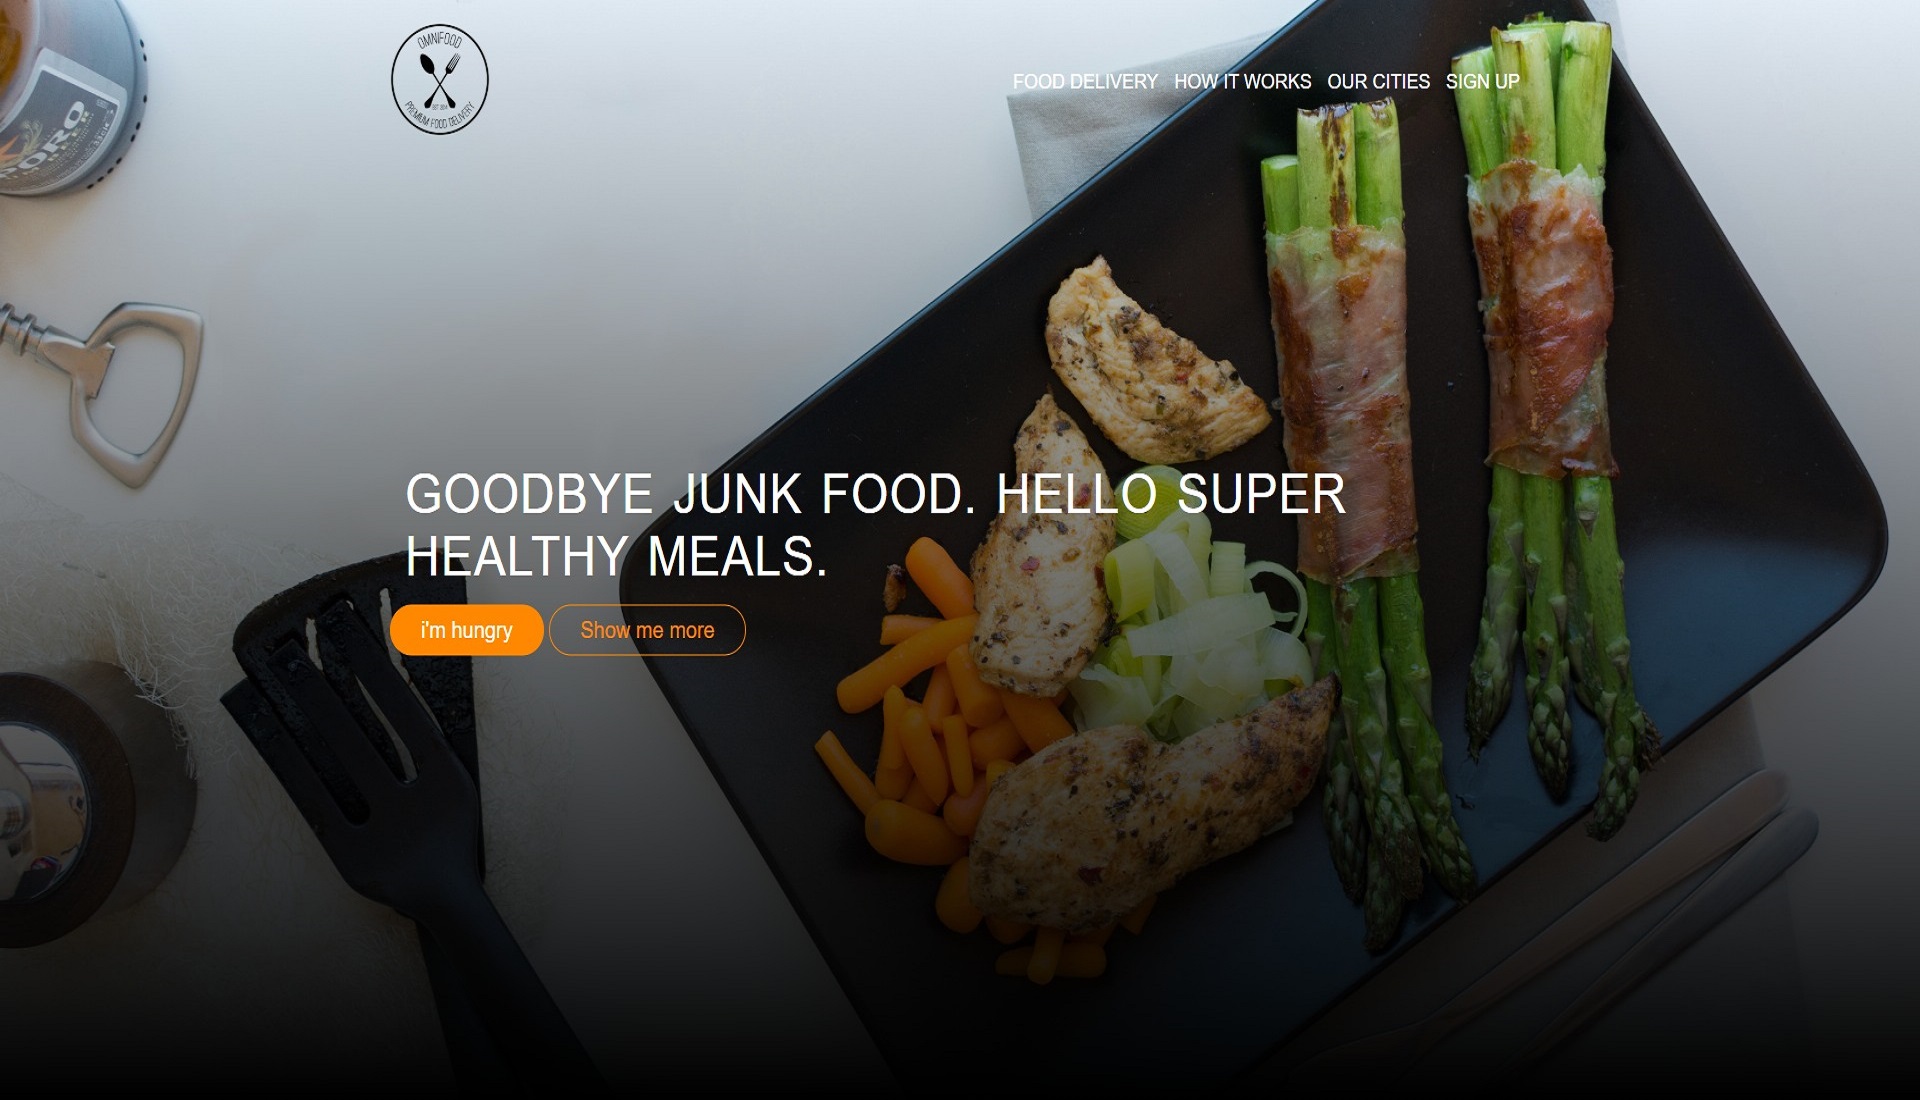 OMNIFOOD
EST 2014
PREMIUM FOOD DELIVERY
FOOD DELIVERY HOW IT WORKS OUR CITIES SIGN UP
GOODBYE JUNK FOOD. HELLO SUPER
HEALTHY MEALS.
i'm hungry Show me more